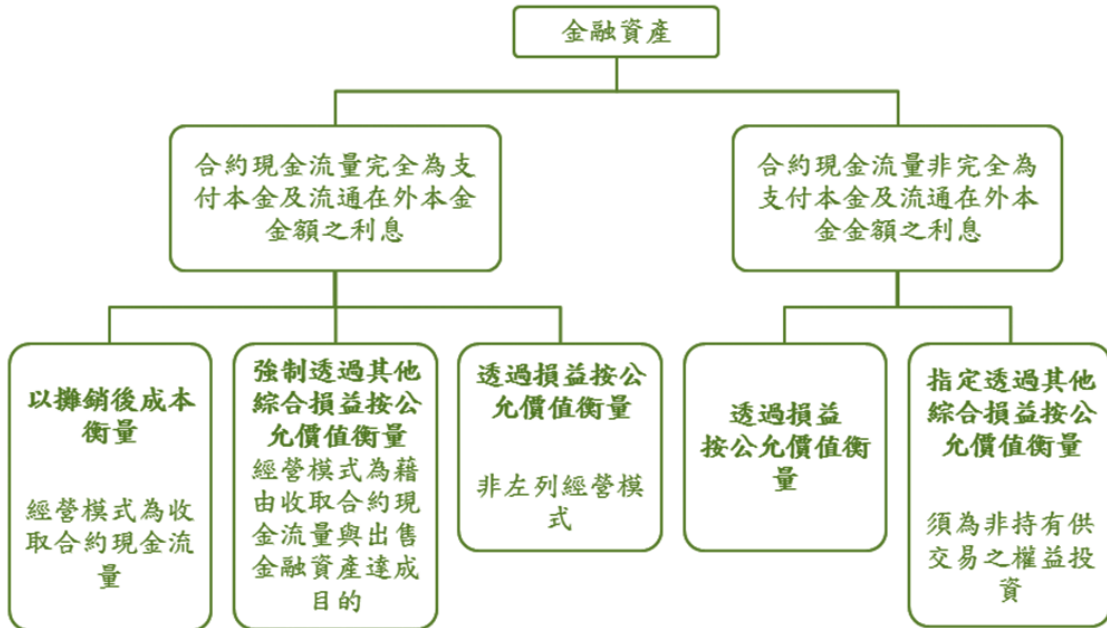 金融資產
合約現金流量完全為支
付本金及流通在外本金
金額之利息
合約現金流量非完全為
支付本金及流通在外本
金金額之利息
以攤銷後成本
衡量
經營模式為收
取合約現金流
量
強制透過其他
綜合損益按公
允價值衡量
經營模式為藉
由收取合約現
金流量與出售
金融資產達成
目的
透過損益按公
允價值衡量
非左列經營模
式
透過損益
按公允價值衡
量
指定透過其他
綜合損益按公
允價值衡量
須為非持有供
交易之權益投
資